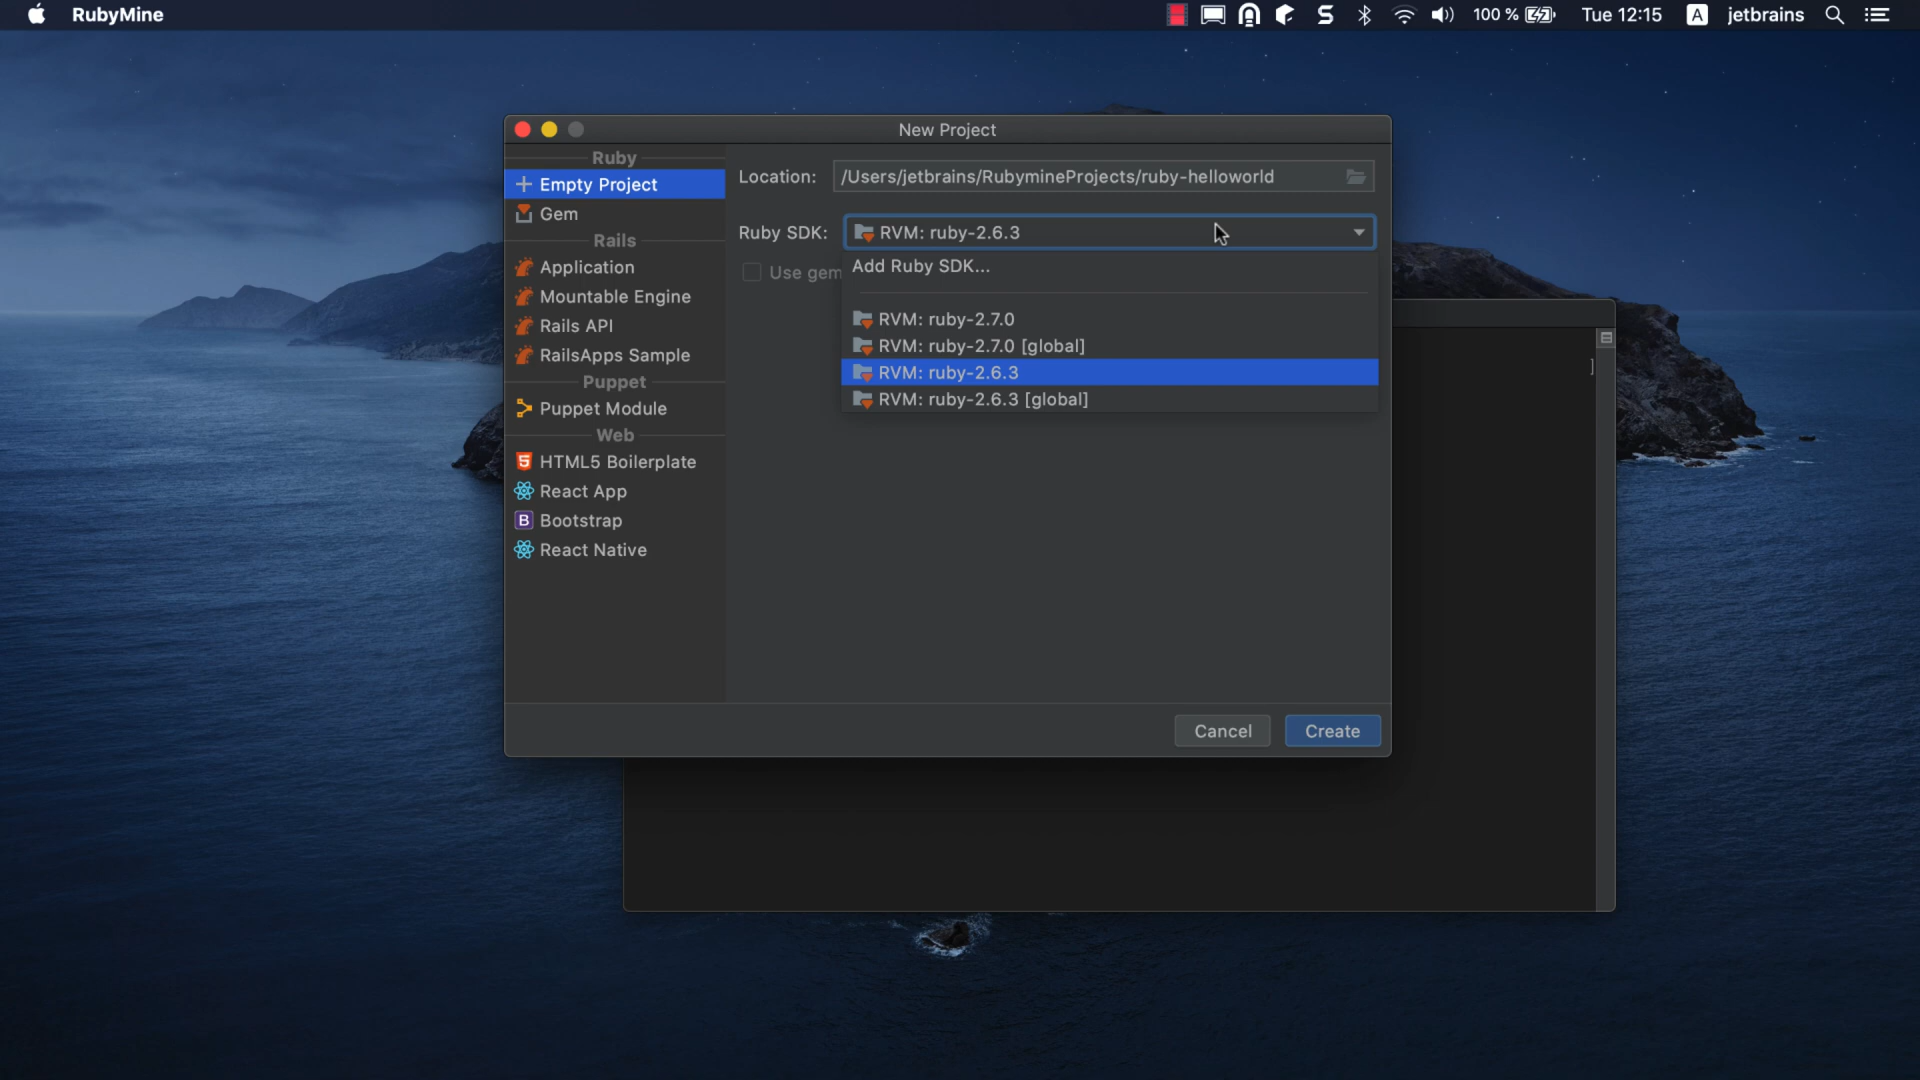 RubyMine
100 %
Tue 12:15
A
jetbrains
New Project
Ruby
Empty Project
Gem
Rails
Application
Mountable Engine
Rails API
RailsApps Sample
Puppet
Puppet Module
Web
HTML5 Boilerplate
React App
Bootstrap
React Native
Location: /Users/jetbrains/RubymineProjects/ruby-helloworld
Ruby SDK: RVM: ruby-2.6.3
Use gem
Add Ruby SDK...
RVM: ruby-2.7.0
RVM: ruby-2.7.0 [global]
RVM: ruby-2.6.3
RVM: ruby-2.6.3 [global]
]
Cancel
Create